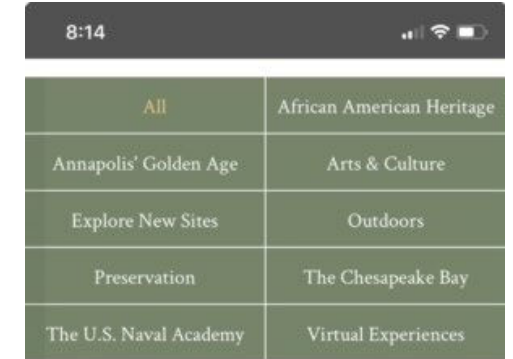 8:14
All
African American Heritage
Annapolis' Golden Age
Arts & Culture
Explore New Sites
Outdoors
Preservation
The Chesapeake Bay
The U.S. Naval Academy
Virtual Experiences